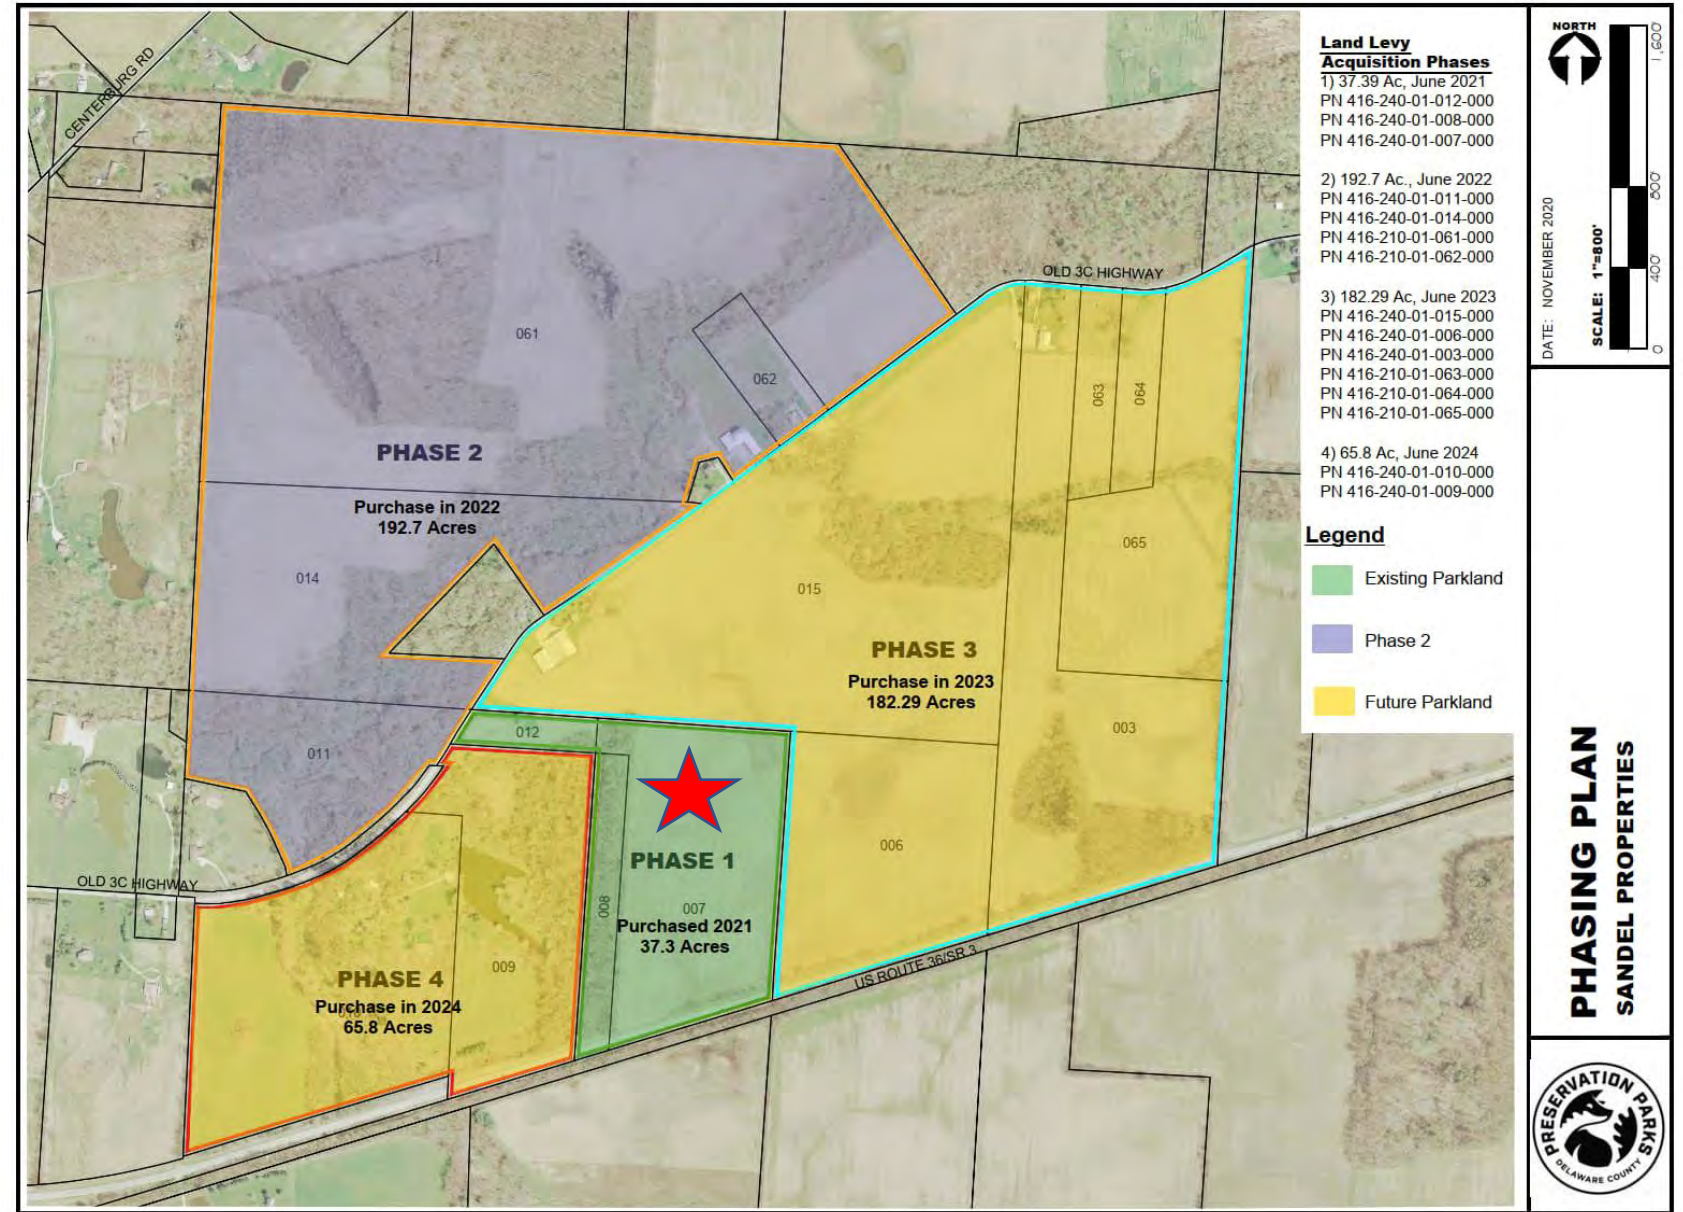 CENTERBURG RD
OLD 3C HIGHWAY
061
062
063
064
PHASE 2
Purchase in 2022
192.7 Acres
014
065
015
PHASE 3
Purchase in 2023
182.29 Acres
003
012
011
006
PHASE 1
008
007
Purchased 2021
37.3 Acres
OLD 3C HIGHWAY
US ROUTE 36/SR 3
009
PHASE 4
Purchase in 2024
65.8 Acres
Land Levy
Acquisition Phases
1) 37.39 Ac, June 2021
PN 416-240-01-012-000
PN 416-240-01-008-000
PN 416-240-01-007-000
2) 192.7 Ac., June 2022
PN 416-240-01-011-000
PN 416-240-01-014-000
PN 416-210-01-061-000
PN 416-210-01-062-000
3) 182.29 Ac, June 2023
PN 416-240-01-015-000
PN 416-240-01-006-000
PN 416-240-01-003-000
PN 416-210-01-063-000
PN 416-210-01-064-000
PN 416-210-01-065-000
4) 65.8 Ac, June 2024
PN 416-240-01-010-000
PN 416-240-01-009-000
Legend
Existing Parkland
Phase 2
Future Parkland
NORTH
DATE: NOVEMBER 2020
SCALE: 1"=800'
0 400' 800' 1,600'
PHASING PLAN
SANDEL PROPERTIES
PRESERVATION PARKS
DELAWARE COUNTY